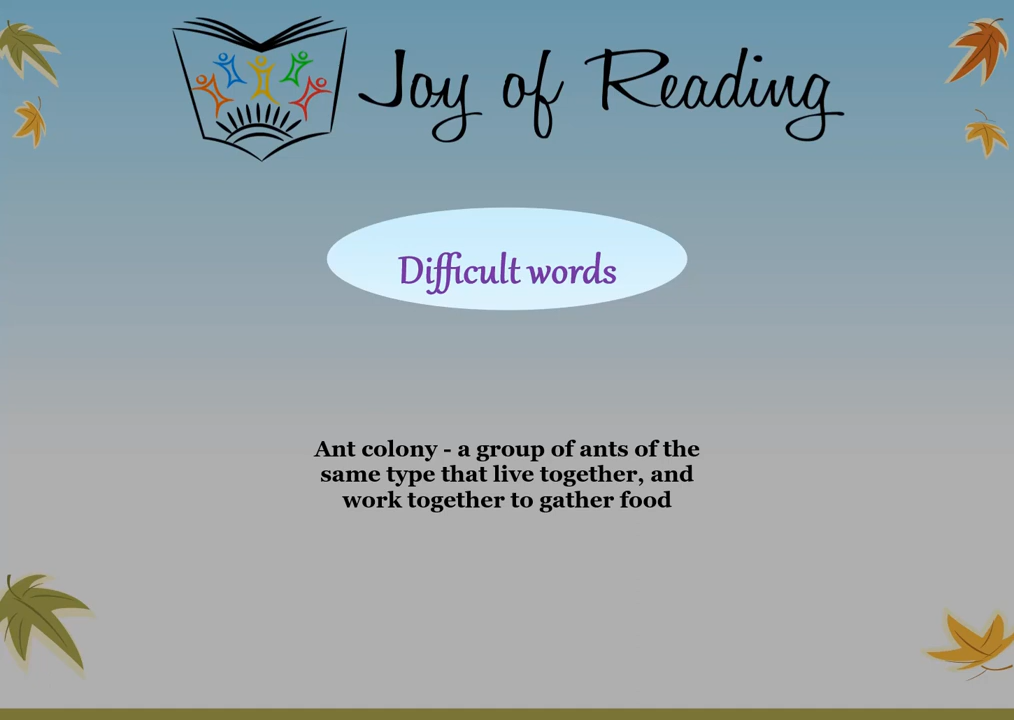 Joy of Reading
Difficult words
Ant colony - a group of ants of the
same type that live together, and
work together to gather food